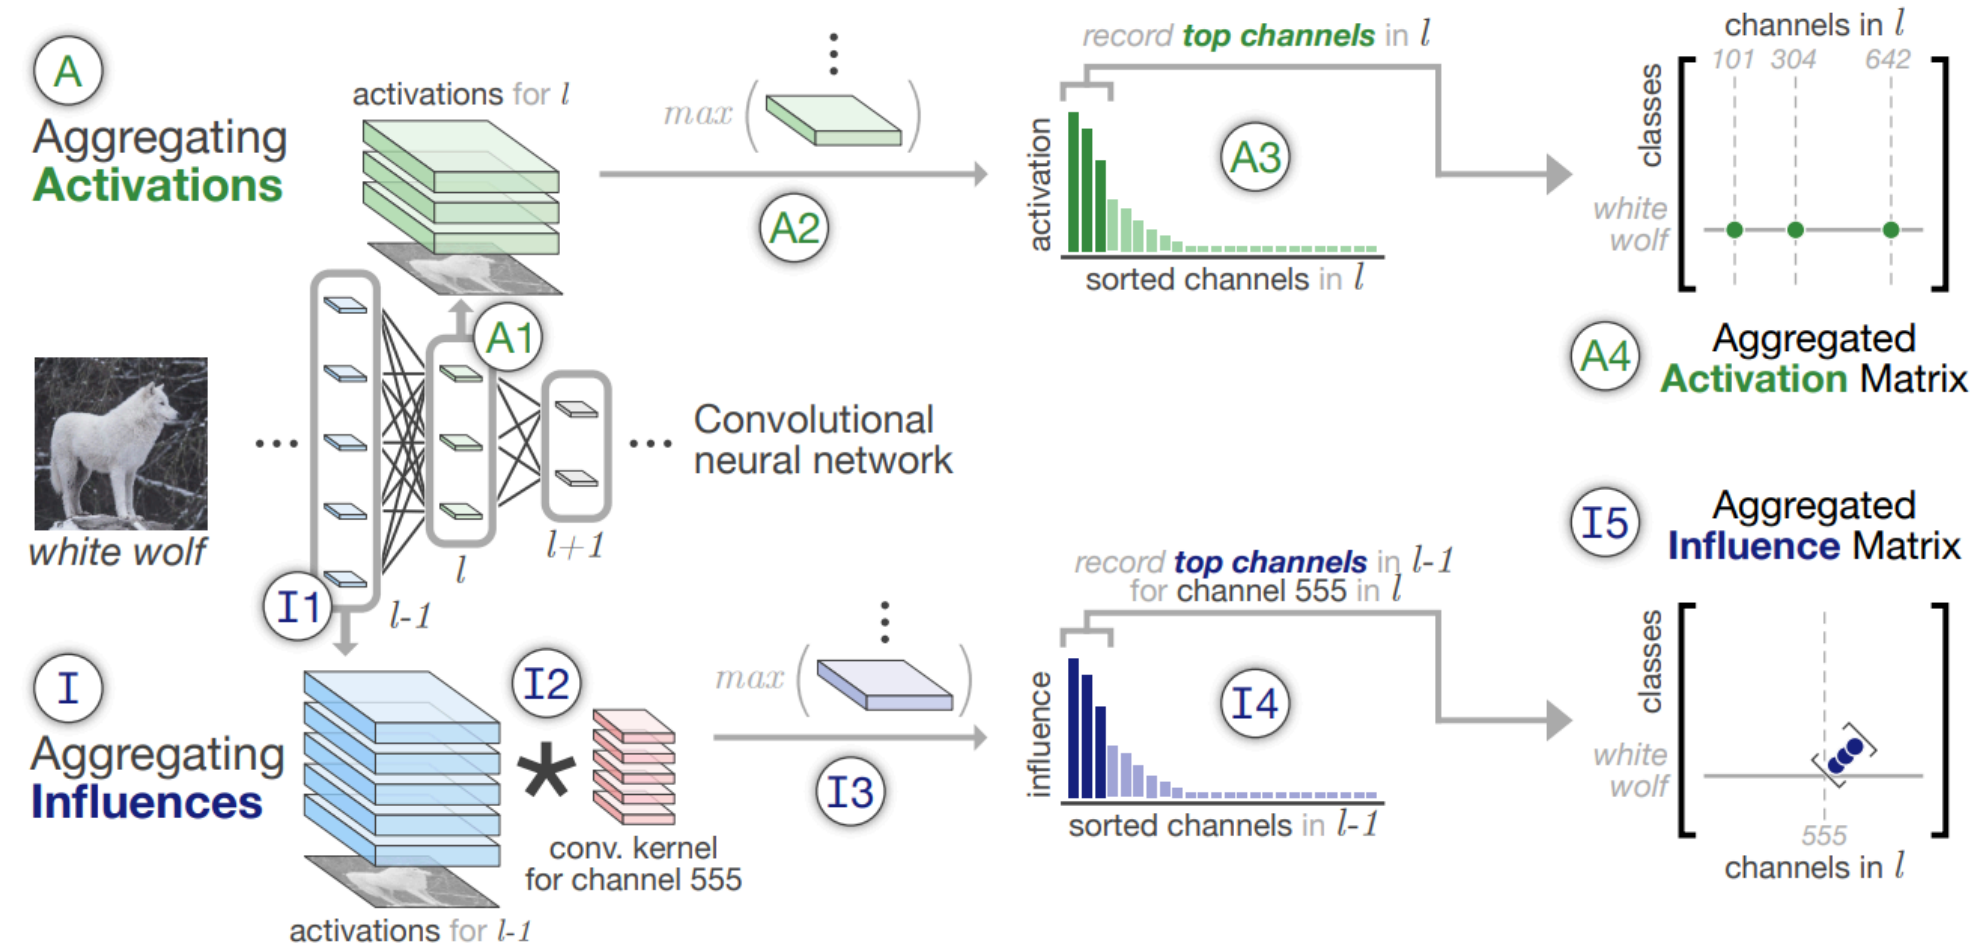 A
Aggregating
Activations
activations for l
max ( )
A2
record top channels in l
activation
A3
sorted channels in l
channels in l
101 304 642
classes
white
wolf
A4
Aggregated
Activation Matrix
A1
white wolf
...
l-1
l
l+1
...
Convolutional
neural network
I1
I
Aggregating
Influences
I2
*
conv. kernel
for channel 555
activations for l-1
max ( )
I3
record top channels in l-1
for channel 555 in l
influence
I4
sorted channels in l-1
I5
Aggregated
Influence Matrix
classes
white
wolf
555
channels in l